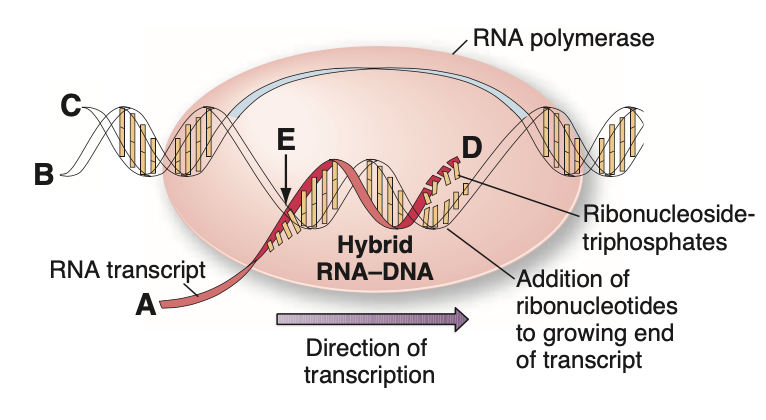 RNA polymerase
C
B
E
D
Ribonucleoside-
triphosphates
Hybrid
RNA–DNA
RNA transcript
A
Addition of
ribonucleotides
to growing end
of transcript
Direction of
transcription